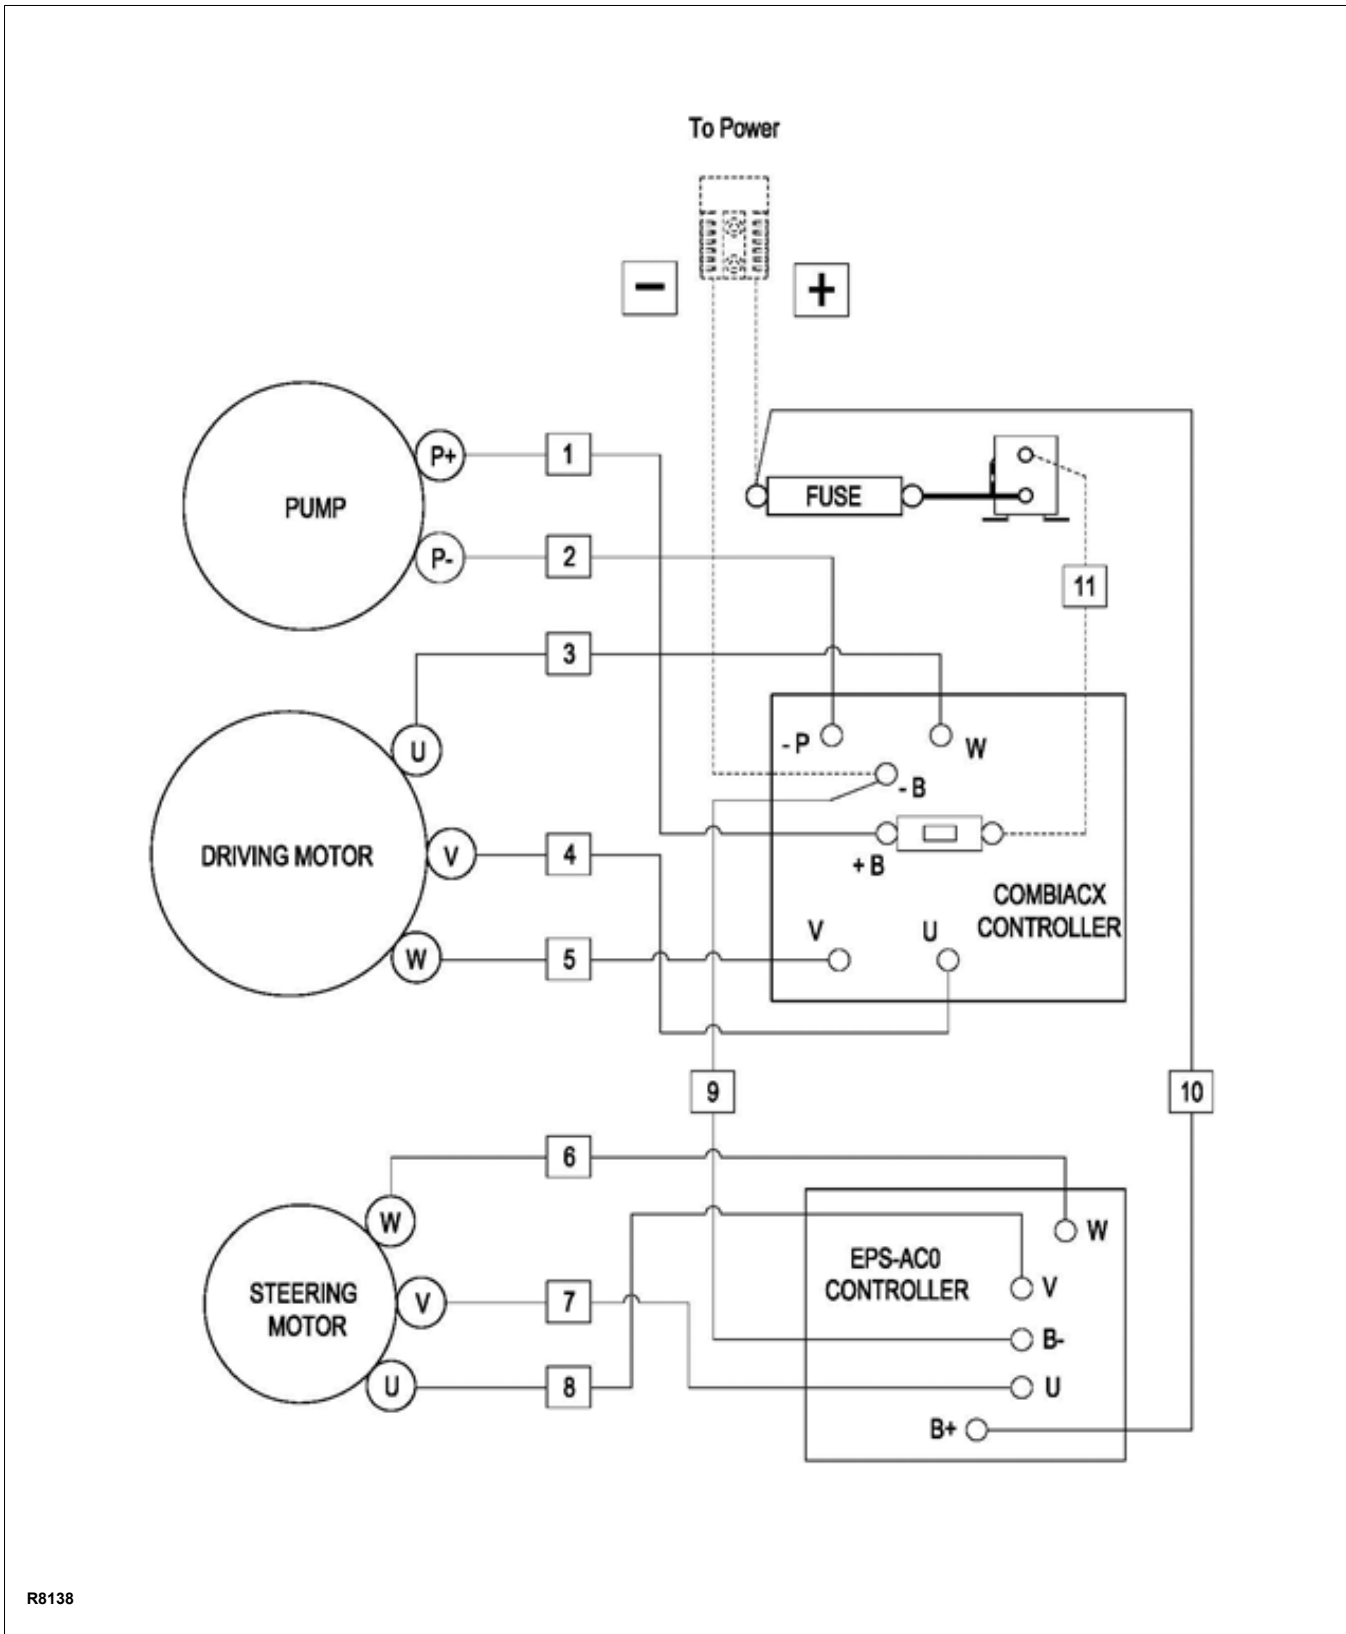 To Power
−
+
PUMP
P+
1
FUSE
P-
2
11
3
U
- P
W
- B
DRIVING MOTOR
V
4
+ B
COMBIACX
CONTROLLER
V
U
W
5
9
10
6
W
W
EPS-AC0
CONTROLLER
V
STEERING
MOTOR
V
7
B-
U
8
U
B+
R8138